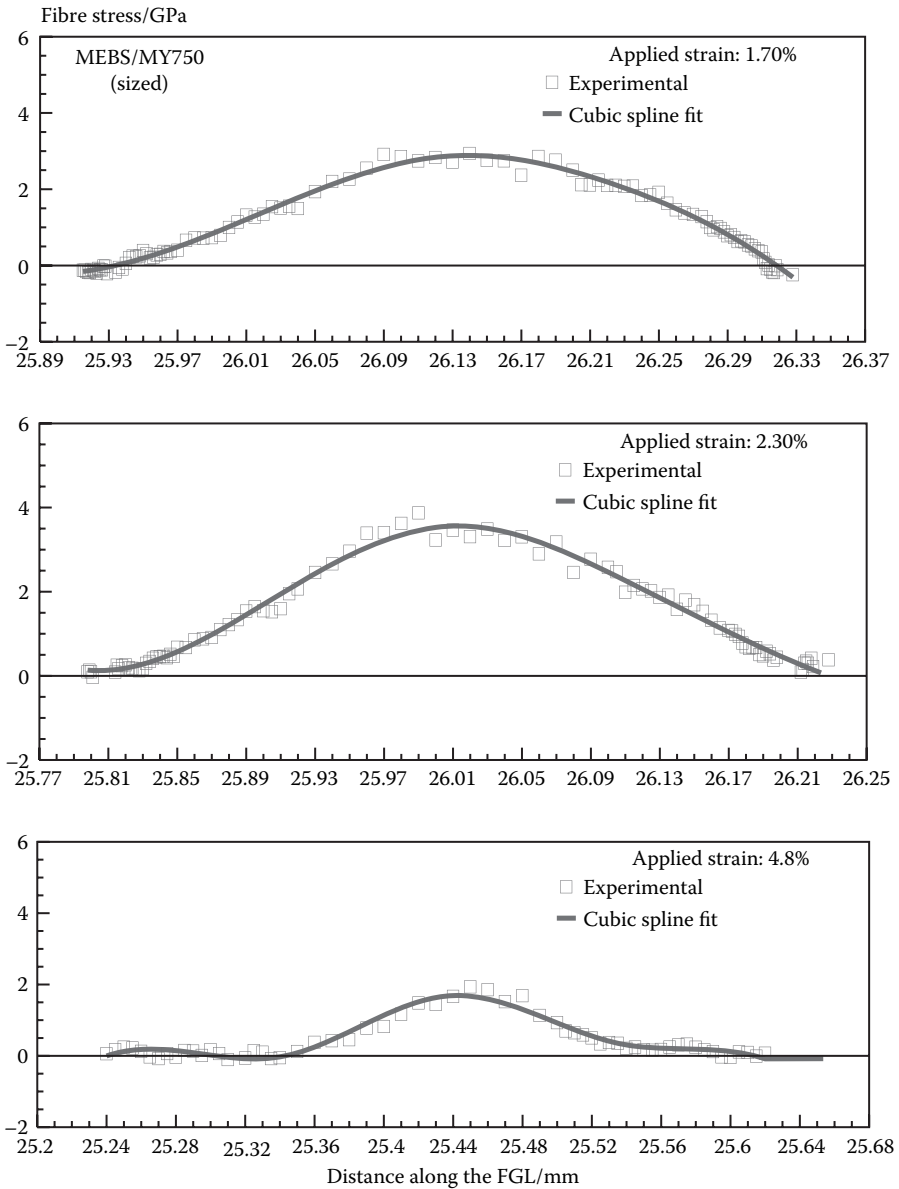 Fibre stress/GPa
6
MEBS/MY750
(sized)
Applied strain: 1.70%
Experimental
Cubic spline fit
4
2
0
−2
25.89 25.93 25.97 26.01 26.05 26.09 26.13 26.17 26.21 26.25 26.29 26.33 26.37
6
Applied strain: 2.30%
Experimental
Cubic spline fit
4
2
0
−2
25.77 25.81 25.85 25.89 25.93 25.97 26.01 26.05 26.09 26.13 26.17 26.21 26.25
6
Applied strain: 4.8%
Experimental
Cubic spline fit
4
2
0
−2
25.2 25.24 25.28 25.32 25.36 25.4 25.44 25.48 25.52 25.56 25.6 25.64 25.68
Distance along the FGL/mm